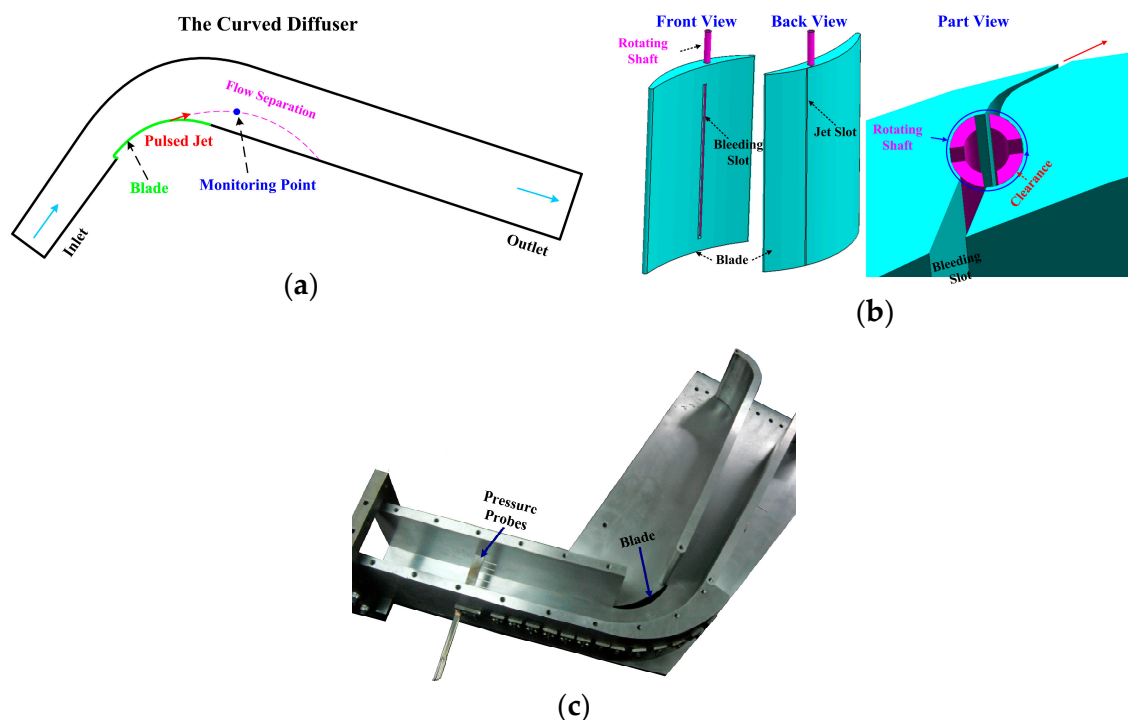 The Curved Diffuser
Flow Separation
Pulsed Jet
Blade
Monitoring Point
Inlet
Outlet
(a)
Front View
Back View
Part View
Rotating
Shaft
Bleeding
Slot
Jet Slot
Blade
Rotating
Shaft
Clearance
Bleeding
Slot
(b)
Pressure
Probes
Blade
(c)